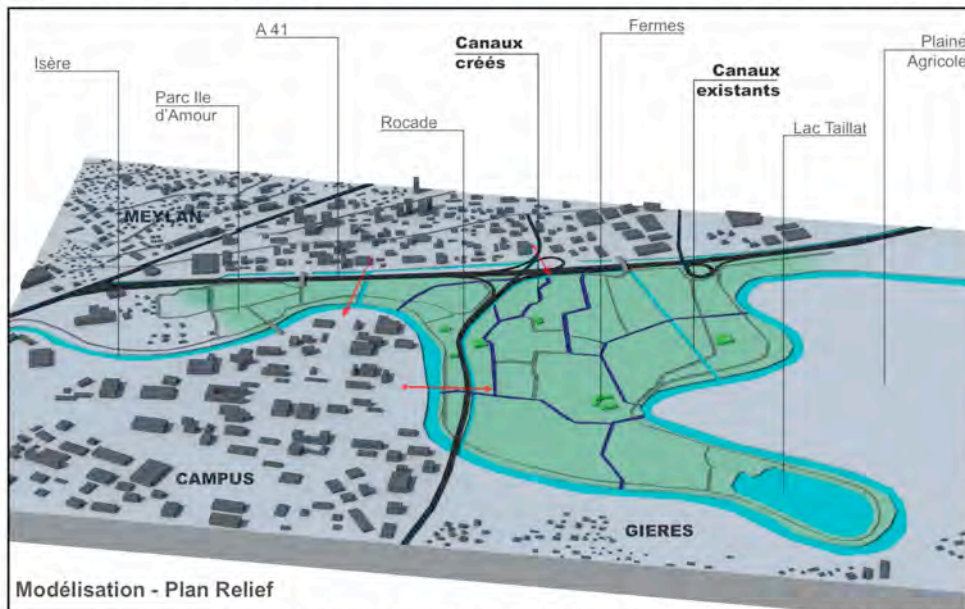 A 41
Canaux
créés
Fermes
Plaine
Agricole
Isère
Parc Ile
d'Amour
Rocade
Canaux
existants
Lac Taillat
MEYLAN
CAMPUS
GIERES
Modélisation - Plan Relief